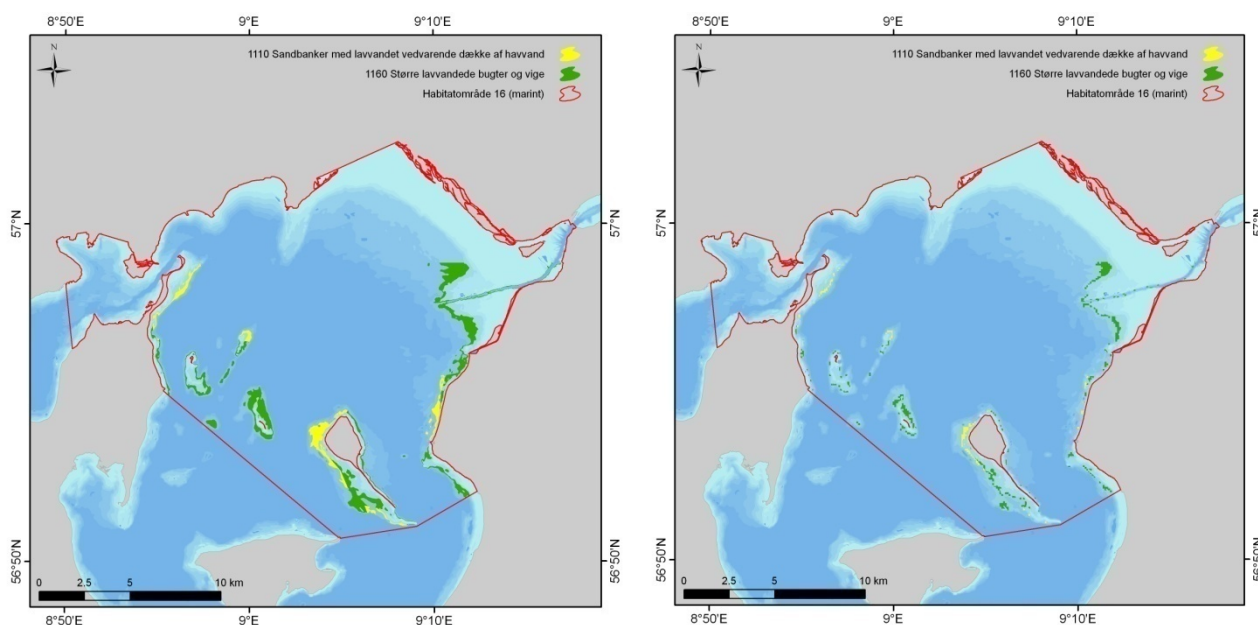 8°50'E 9°E 9°10'E
N
1110 Sandbanker med lavvandet vedvarende dække af havvand
1160 Større lavvandede bugter og vige
Habitatområde 16 (marint)
57°N
56°50'N
0 2.5 5 10 km
8°50'E 9°E 9°10'E
8°50'E 9°E 9°10'E
N
1110 Sandbanker med lavvandet vedvarende dække af havvand
1160 Større lavvandede bugter og vige
Habitatområde 16 (marint)
57°N
56°50'N
0 2.5 5 10 km
8°50'E 9°E 9°10'E